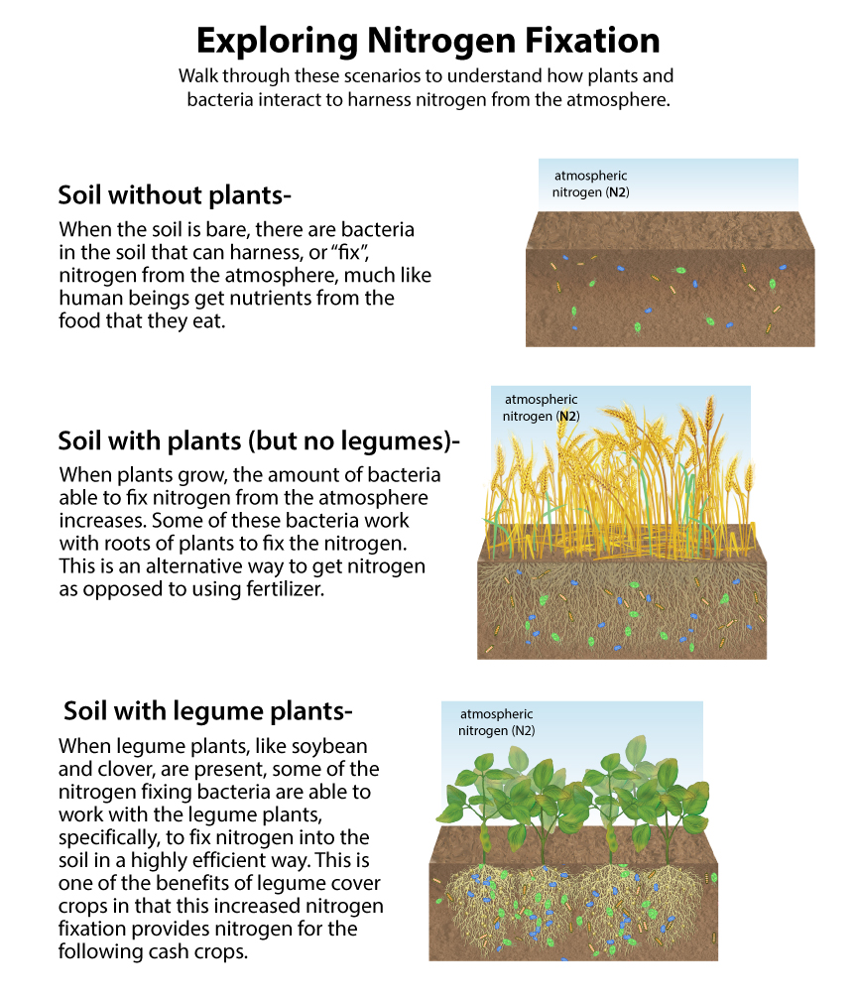 Exploring Nitrogen Fixation
Walk through these scenarios to understand how plants and
bacteria interact to harness nitrogen from the atmosphere.
Soil without plants-
When the soil is bare, there are bacteria
in the soil that can harness, or “fix”,
nitrogen from the atmosphere, much like
human beings get nutrients from the
food that they eat.
atmospheric
nitrogen (N2)
Soil with plants (but no legumes)-
When plants grow, the amount of bacteria
able to fix nitrogen from the atmosphere
increases. Some of these bacteria work
with roots of plants to fix the nitrogen.
This is an alternative way to get nitrogen
as opposed to using fertilizer.
atmospheric
nitrogen (N2)
Soil with legume plants-
When legume plants, like soybean
and clover, are present, some of the
nitrogen fixing bacteria are able to
work with the legume plants,
specifically, to fix nitrogen into the
soil in a highly efficient way. This is
one of the benefits of legume cover
crops in that this increased nitrogen
fixation provides nitrogen for the
following cash crops.
atmospheric
nitrogen (N2)